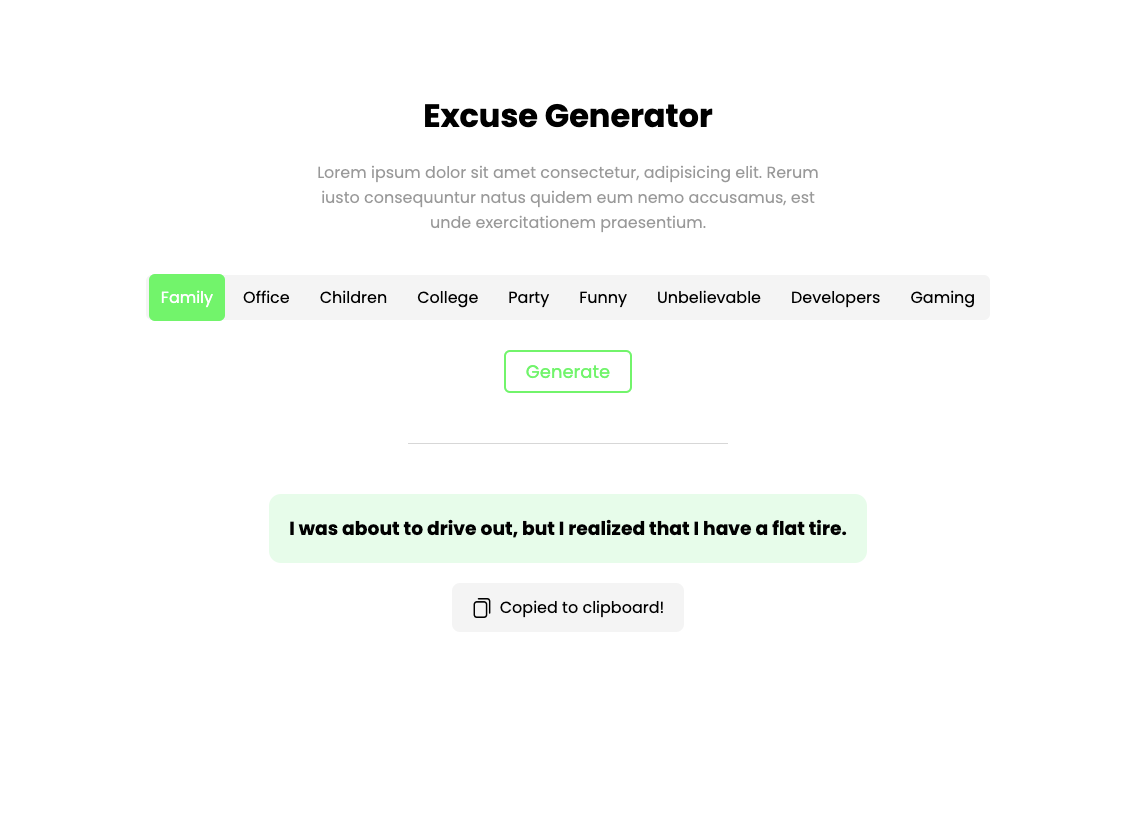 Excuse Generator
Lorem ipsum dolor sit amet consectetur, adipisicing elit. Rerum
iusto consequuntur natus quidem eum nemo accusamus, est
unde exercitationem praesentium.
Family Office Children College Party Funny Unbelievable Developers Gaming
Generate
I was about to drive out, but I realized that I have a flat tire.
Copied to clipboard!